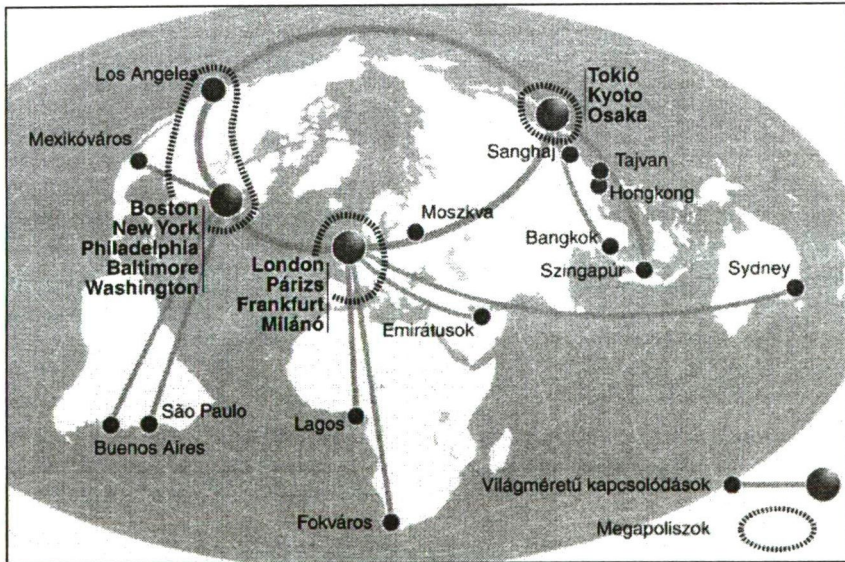 Los Angeles
Mexikóváros
Boston
New York
Philadelphia
Baltimore
Washington
London
Párizs
Frankfurt
Milánó
Moszkva
Tokió
Kyoto
Osaka
Sanghaj
Tajvan
Hongkong
Bangkok
Szingapúr
Sydney
Emirátusok
São Paulo
Buenos Aires
Lagos
Fokváros
Világméretű kapcsolódások
Megapoliszok